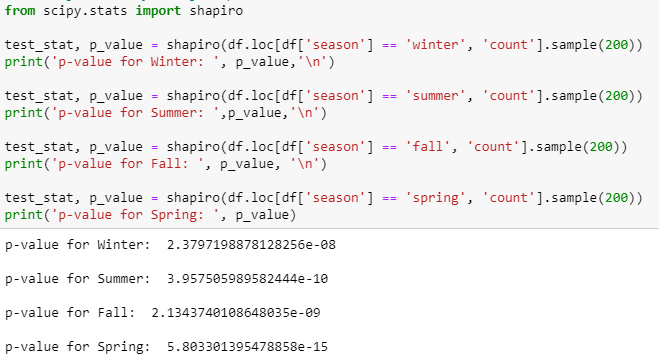 from scipy.stats import shapiro
test_stat, p_value = shapiro(df.loc[df['season'] == 'winter', 'count'].sample(200))
print('p-value for Winter: ', p_value,'\n')
test_stat, p_value = shapiro(df.loc[df['season'] == 'summer', 'count'].sample(200))
print('p-value for Summer: ',p_value,'\n')
test_stat, p_value = shapiro(df.loc[df['season'] == 'fall', 'count'].sample(200))
print('p-value for Fall: ', p_value, '\n')
test_stat, p_value = shapiro(df.loc[df['season'] == 'spring', 'count'].sample(200))
print('p-value for Spring: ', p_value)
p-value for Winter:  2.3797198878128256e-08
p-value for Summer:  3.957505989582444e-10
p-value for Fall:  2.1343740108648035e-09
p-value for Spring:  5.803301395478858e-15